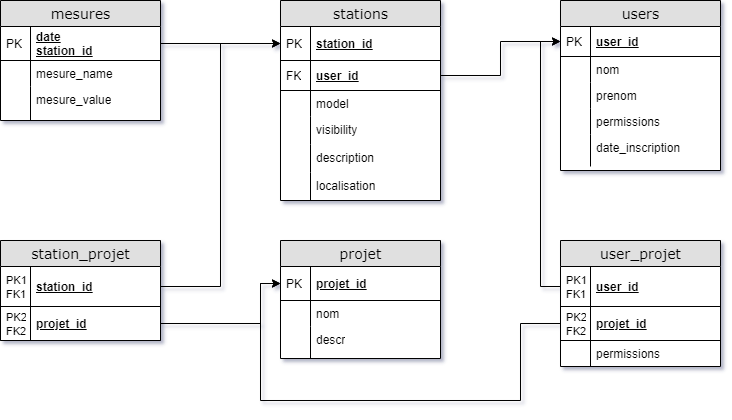 mesures
PK
date
station_id
mesure_name
mesure_value
stations
PK station_id
FK user_id
model
visibility
description
localisation
users
PK user_id
nom
prenom
permissions
date_inscription
station_projet
PK1
FK1
station_id
PK2
FK2
projet_id
projet
PK projet_id
nom
descr
user_projet
PK1
FK1
user_id
PK2
FK2
projet_id
permissions